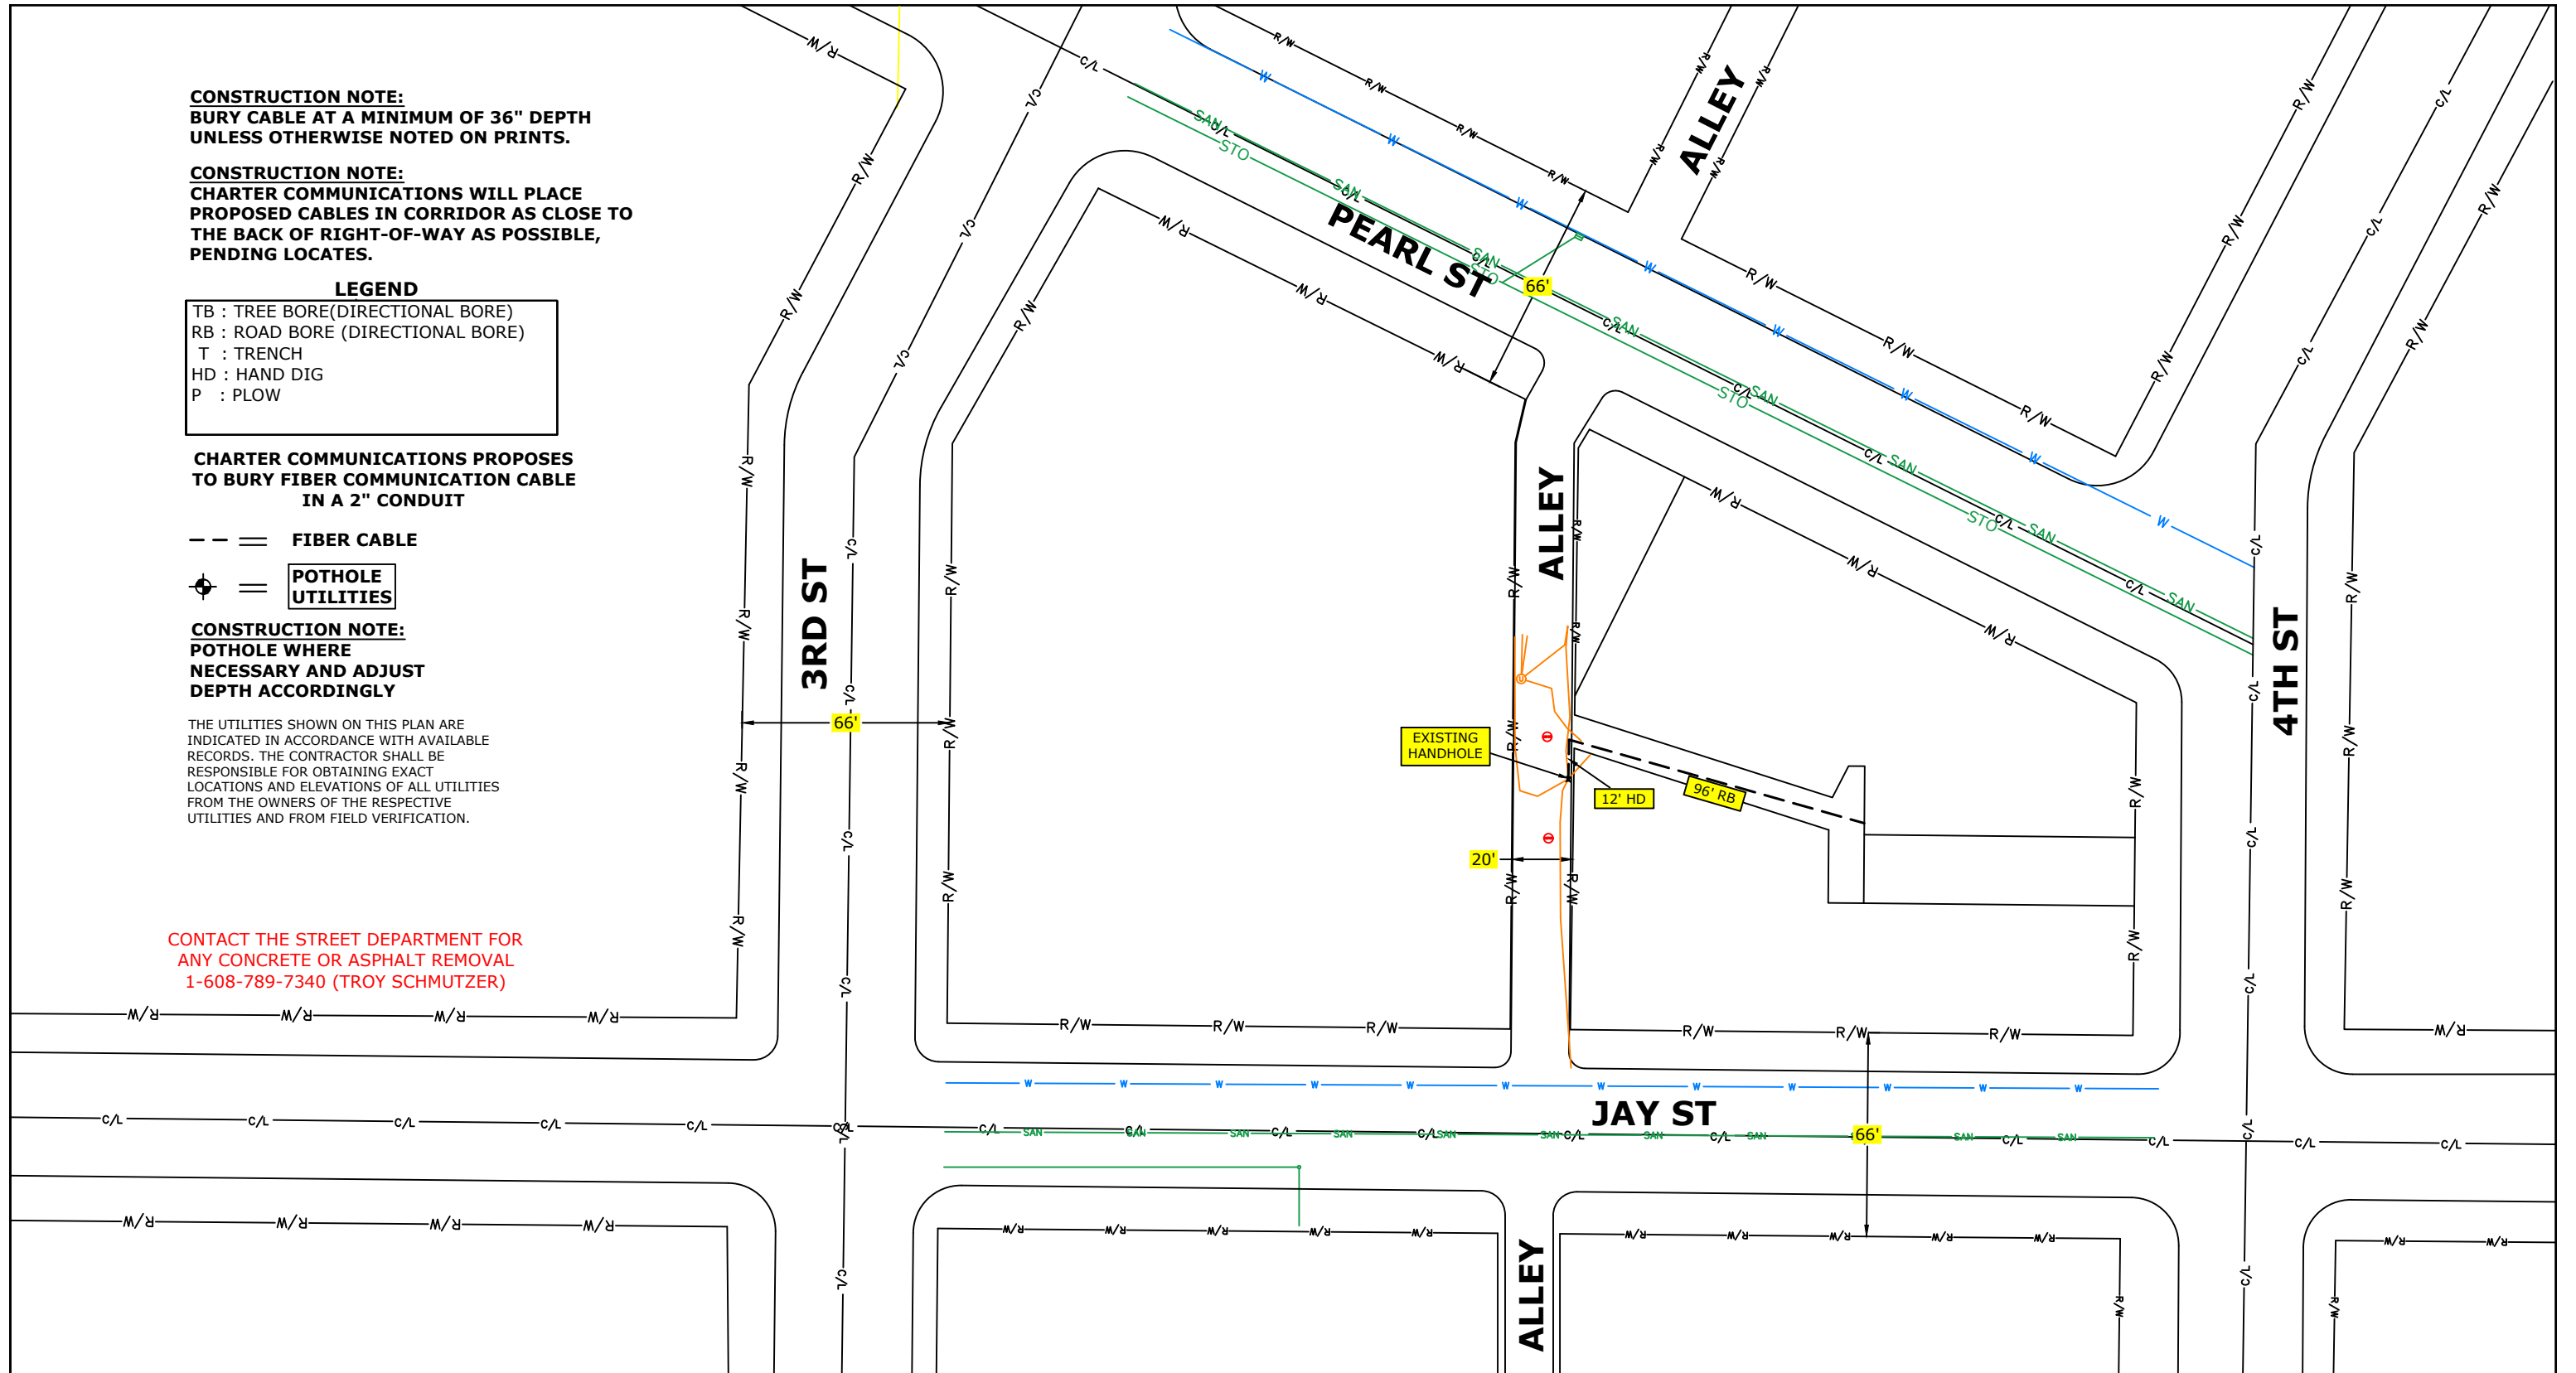 CONSTRUCTION NOTE:
BURY CABLE AT A MINIMUM OF 36" DEPTH
UNLESS OTHERWISE NOTED ON PRINTS.
CONSTRUCTION NOTE:
CHARTER COMMUNICATIONS WILL PLACE
PROPOSED CABLES IN CORRIDOR AS CLOSE TO
THE BACK OF RIGHT-OF-WAY AS POSSIBLE,
PENDING LOCATES.
LEGEND
TB : TREE BORE(DIRECTIONAL BORE)
RB : ROAD BORE (DIRECTIONAL BORE)
T : TRENCH
HD : HAND DIG
P : PLOW
CHARTER COMMUNICATIONS PROPOSES
TO BURY FIBER COMMUNICATION CABLE
IN A 2" CONDUIT
FIBER CABLE
POTHOLE
UTILITIES
CONSTRUCTION NOTE:
POTHOLE WHERE
NECESSARY AND ADJUST
DEPTH ACCORDINGLY
THE UTILITIES SHOWN ON THIS PLAN ARE
INDICATED IN ACCORDANCE WITH AVAILABLE
RECORDS. THE CONTRACTOR SHALL BE
RESPONSIBLE FOR OBTAINING EXACT
LOCATIONS AND ELEVATIONS OF ALL UTILITIES
FROM THE OWNERS OF THE RESPECTIVE
UTILITIES AND FROM FIELD VERIFICATION.
CONTACT THE STREET DEPARTMENT FOR
ANY CONCRETE OR ASPHALT REMOVAL
1-608-789-7340 (TROY SCHMUTZER)
3RD ST
66'
PEARL ST
66'
ALLEY
ALLEY
EXISTING
HANDHOLE
12' HD
96' RB
20'
4TH ST
JAY ST
66'
ALLEY
R/W
C/L
W
SAN
STO